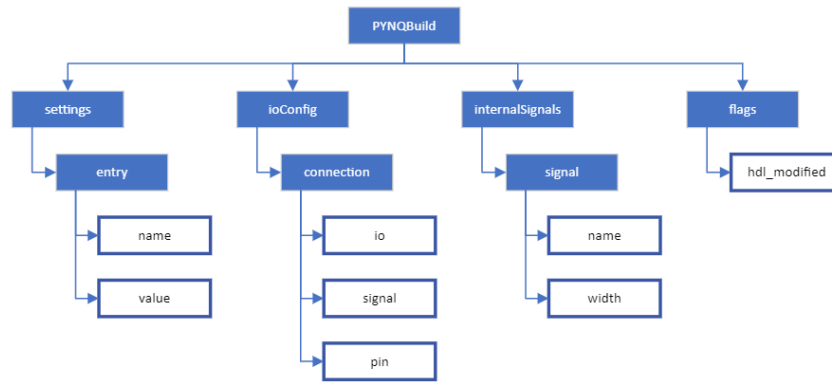 PYNQBuild
settings
ioConfig
internalSignals
flags
entry
connection
signal
hdl_modified
name
io
name
value
signal
width
pin